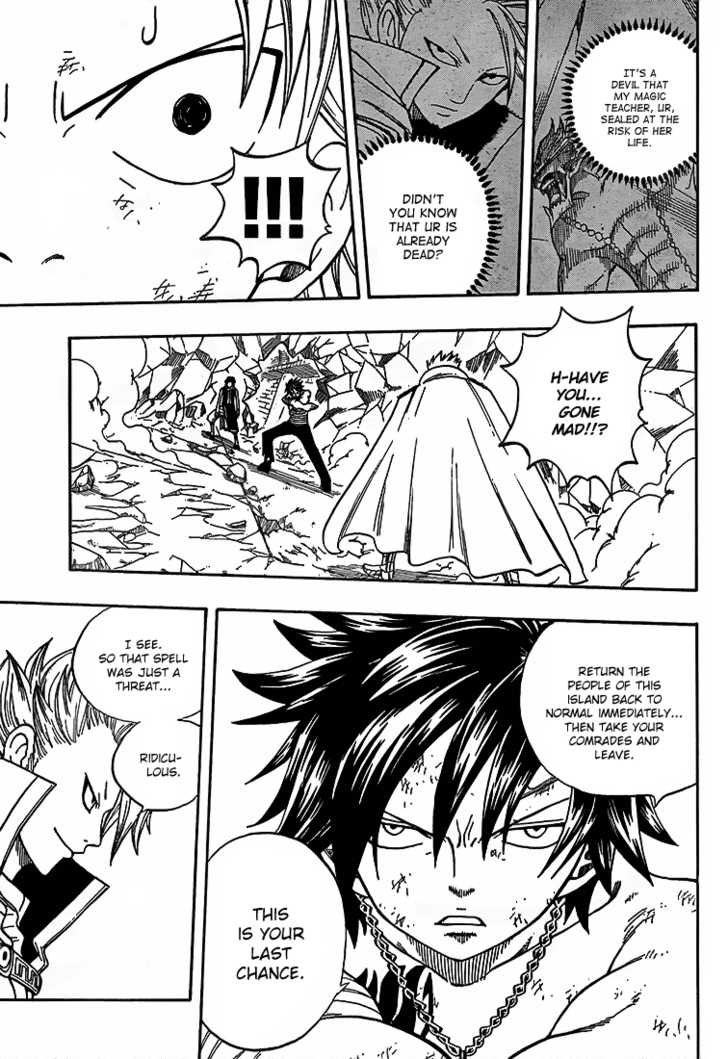 IT'S A
DEVIL THAT
MY MAGIC
TEACHER, UR,
SEALED AT THE
RISK OF HER
LIFE.
DIDN'T
YOU KNOW
THAT UR IS
ALREADY
DEAD?
!!!
H-HAVE
YOU...
GONE
MAD!!?
RETURN THE
PEOPLE OF THIS
ISLAND BACK TO
NORMAL IMMEDIATELY...
THEN TAKE YOUR
COMRADES AND
LEAVE.
THIS
IS YOUR
LAST
CHANCE.
I SEE.
SO THAT SPELL
WAS JUST A
THREAT...
RIDICU-
LOUS.